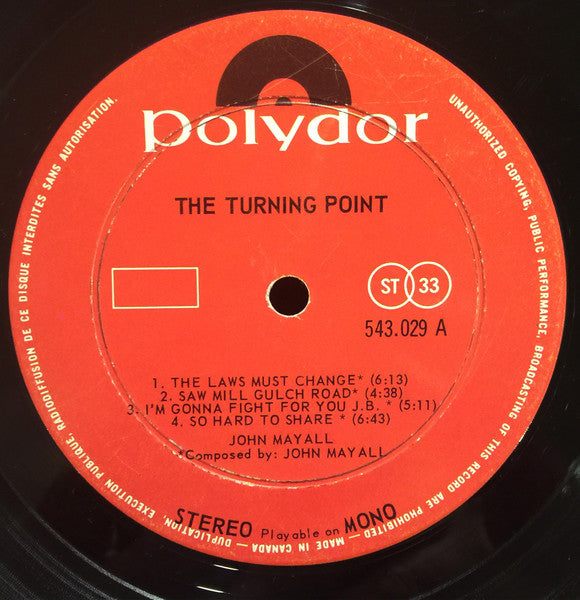 polydor
THE TURNING POINT
ST 33
543.029 A
1. THE LAWS MUST CHANGE* (6:13)
2. SAW MILL GULCH ROAD* (4:38)
3. I'M GONNA FIGHT FOR YOU J.B. * (5:11)
4. SO HARD TO SHARE * (6:43)
JOHN MAYALL
*Composed by: JOHN MAYALL
STEREO Playable on MONO
UNAUTHORIZED COPYING, PUBLIC PERFORMANCE, BROADCASTING OF THIS RECORD ARE PROHIBITED — MADE IN CANADA — DUPLICATION, EXECUTION PUBLIQUE, RADIODIFFUSION DE CE DISQUE INTERDITES SANS AUTORISATION.